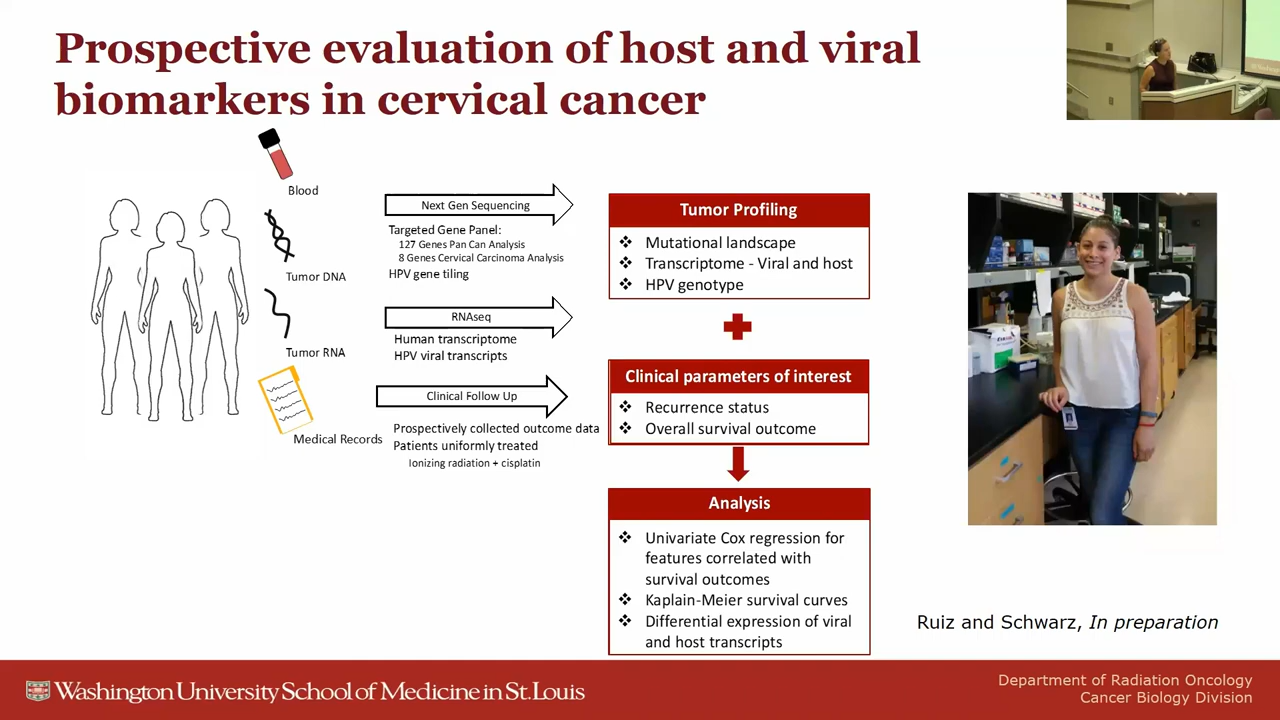 Prospective evaluation of host and viral
biomarkers in cervical cancer
Blood
Tumor DNA
Tumor RNA
Medical Records
Next Gen Sequencing
Targeted Gene Panel:
127 Genes Pan Can Analysis
8 Genes Cervical Carcinoma Analysis
HPV gene tiling
RNAseq
Human transcriptome
HPV viral transcripts
Clinical Follow Up
Prospectively collected outcome data
Patients uniformly treated
Ionizing radiation + cisplatin
Tumor Profiling
❖ Mutational landscape
❖ Transcriptome - Viral and host
❖ HPV genotype
Clinical parameters of interest
❖ Recurrence status
❖ Overall survival outcome
Analysis
❖ Univariate Cox regression for
features correlated with
survival outcomes
❖ Kaplain-Meier survival curves
❖ Differential expression of viral
and host transcripts
Ruiz and Schwarz, In preparation
Washington University School of Medicine in St. Louis
Department of Radiation Oncology
Cancer Biology Division